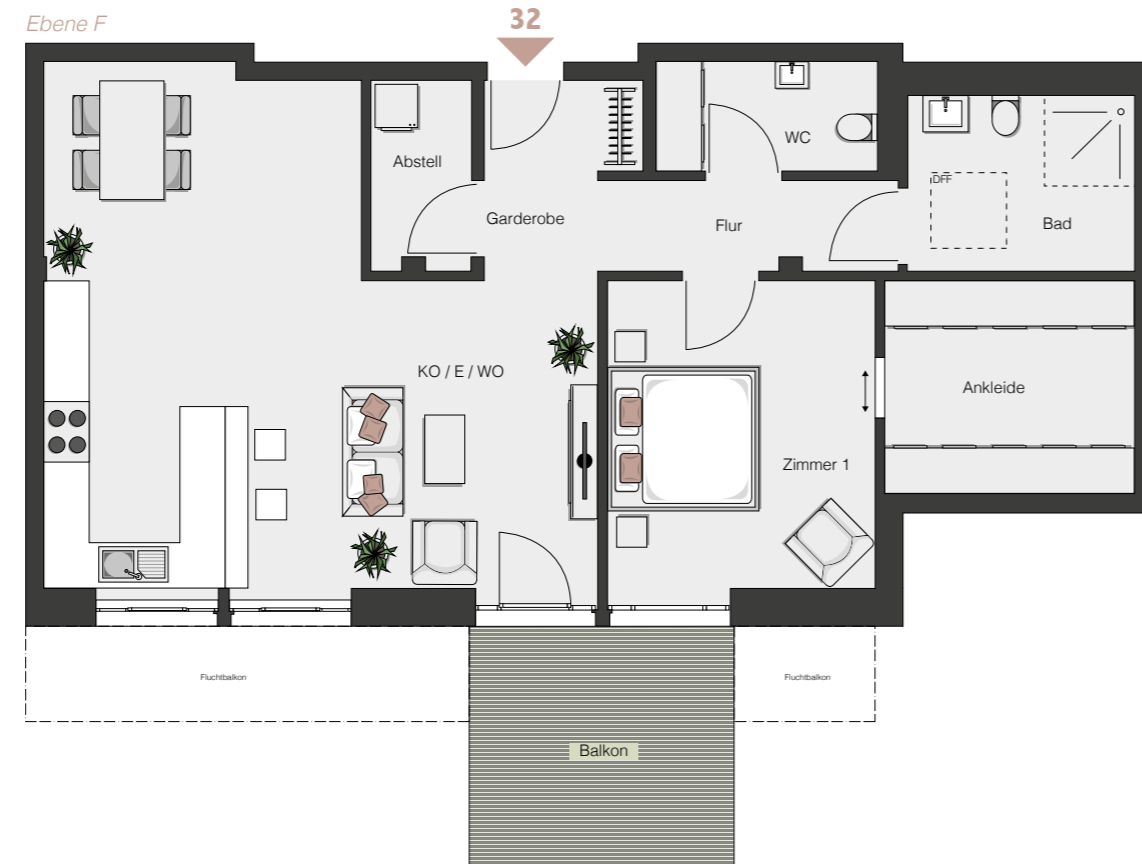 Ebene F
32
WC
Abstell
DFF
Garderobe
Flur
Bad
KO / E / WO
Ankleide
Zimmer 1
Fluchtbalkon
Fluchtbalkon
Balkon